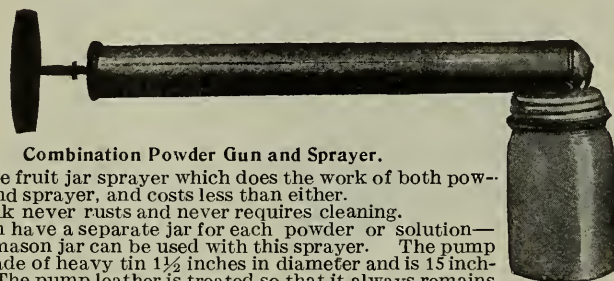 Combination Powder Gun and Sprayer.
e fruit jar sprayer which does the work of both pow-
nd sprayer, and costs less than either.
k never rusts and never requires cleaning.
have a separate jar for each powder or solution—
mason jar can be used with this sprayer. The pump
ade of heavy tin 1½ inches in diameter and is 15 inch-
The pump leather is treated so that it always remains